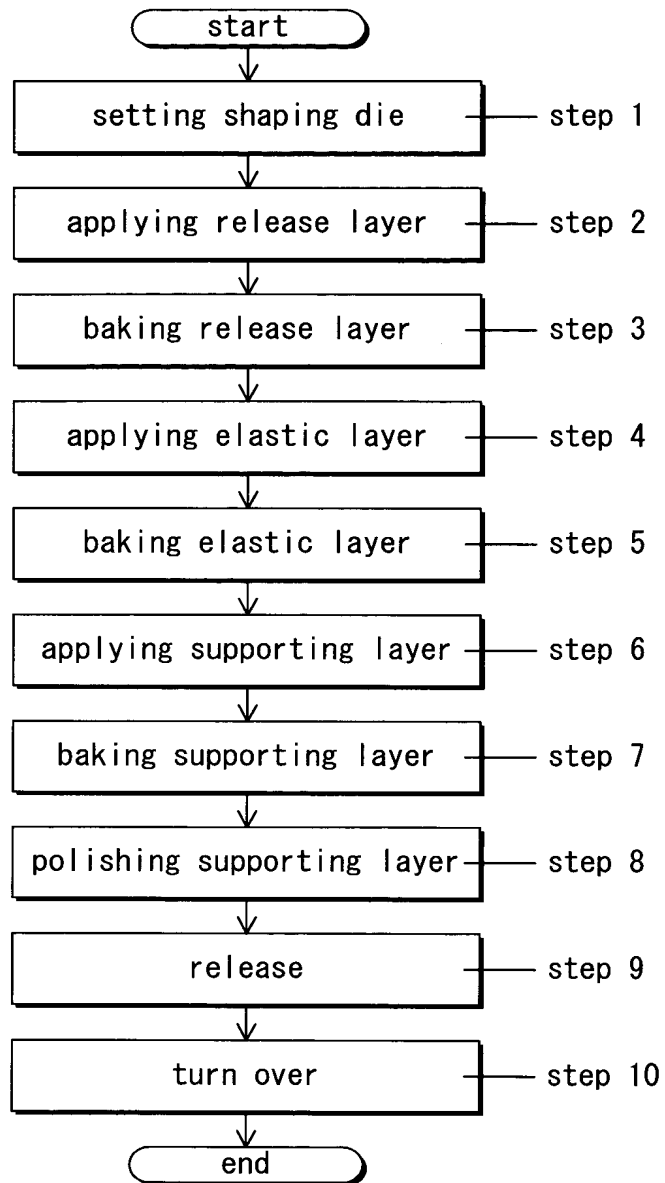 start
setting shaping die step 1
applying release layer step 2
baking release layer step 3
applying elastic layer step 4
baking elastic layer step 5
applying supporting layer step 6
baking supporting layer step 7
polishing supporting layer step 8
release step 9
turn over step 10
end